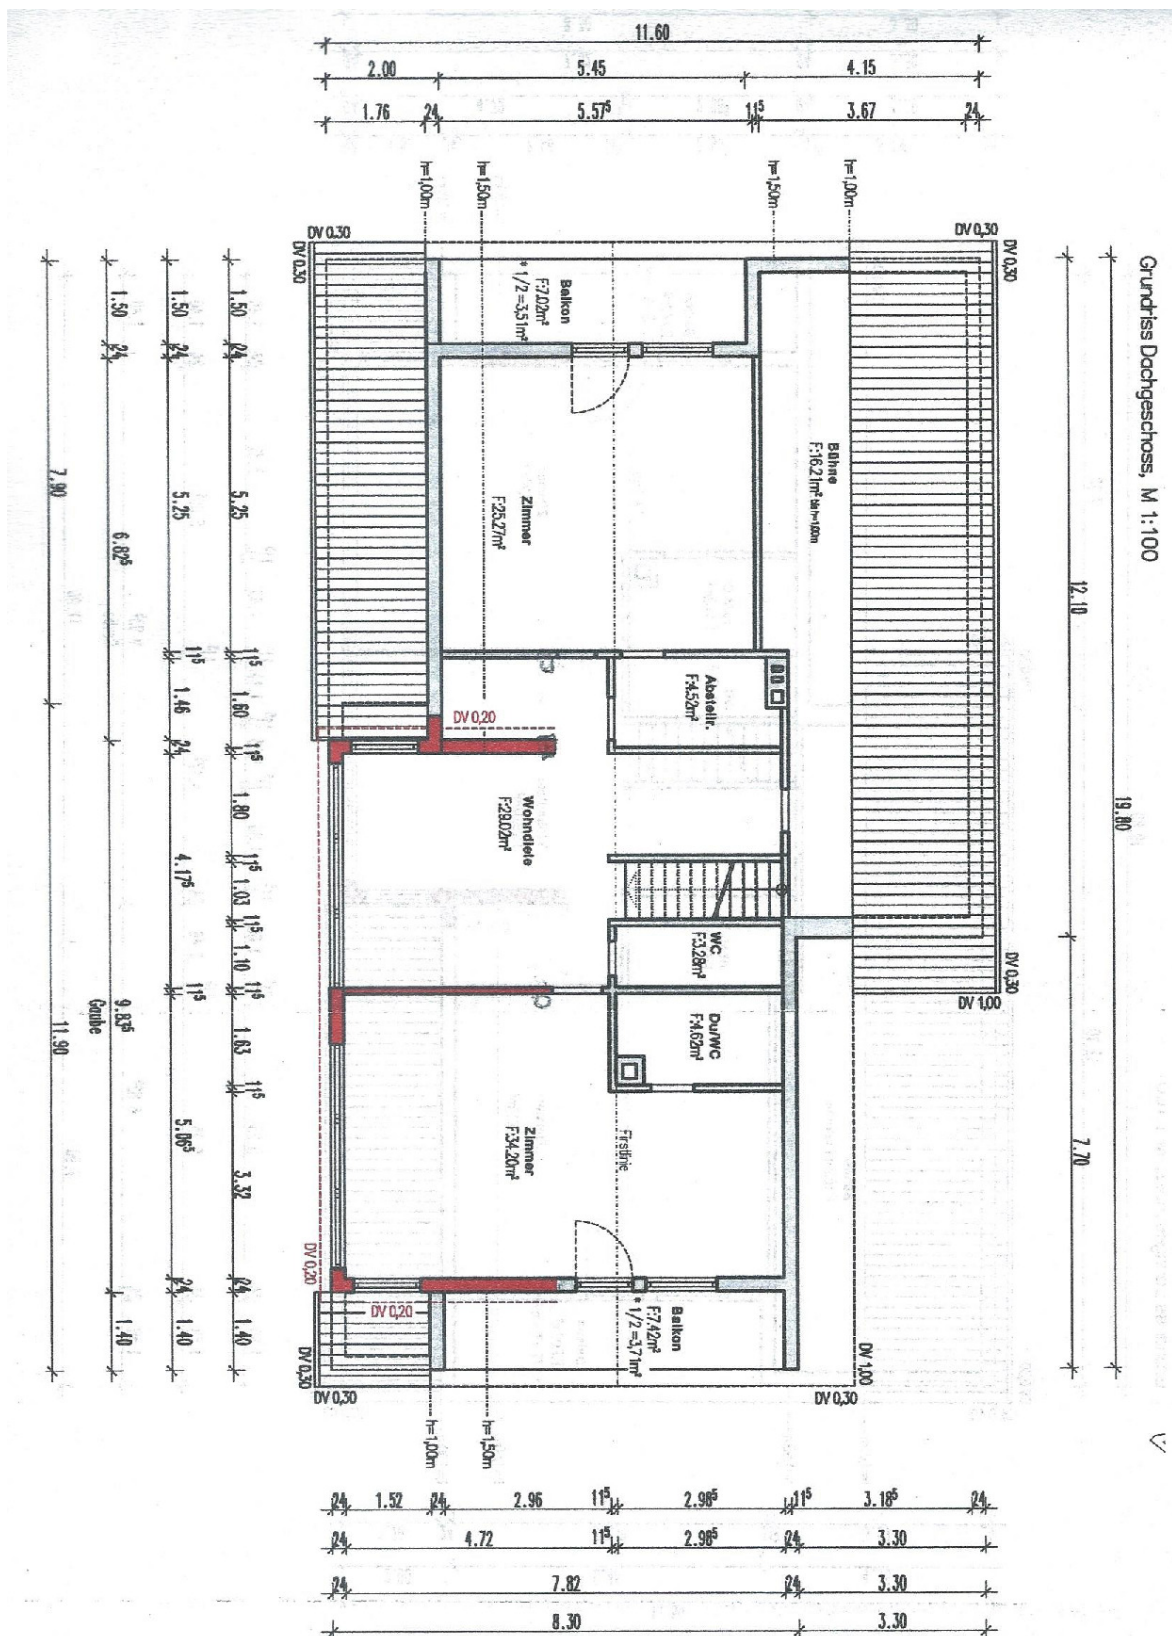 Grundriss Dachgeschoss, M 1:100
11.60
2.00
5.45
4.15
1.76
24
5.57⁵
11⁵
3.67
24
h=1,00m
h=1,50m
h=1,50m
h=1,00m
DV 0,30
DV 0,30
DV 0,30
DV 0,30
Balkon
F:7.02m²
* 1/2 =3,51m²
Zimmer
F:25.27m²
Bühne
F:16.21m² bis h=1,00m
Abstellr.
F:4.52m²
DV 0,20
Wohndiele
F:29.02m²
WC
F:3.28m²
Du/WC
F:4.62m²
Zimmer
F:34.20m²
Firstlinie
Balkon
F:7.42m²
* 1/2 =3,71m²
DV 0,20
DV 0,20
DV 0,30
DV 0,30
DV 0,30
DV 1,00
DV 0,30
DV 1,00
h=1,00m
h=1,50m
1.50
24
5.25
11⁵
1.60
11⁵
1.80
11⁵
1.03
11⁵
1.10
11⁵
1.63
11⁵
3.32
24
1.40
1.50
24
5.25
11⁵
1.46
24
4.17⁵
11⁵
5.06⁵
24
1.40
1.50
24
6.82⁵
9.83⁵
Gaube
1.40
7.90
11.90
12.10
7.70
19.80
24
1.52
24
2.96
11⁵
2.98⁵
11⁵
3.18⁵
24
24
4.72
11⁵
2.98⁵
24
3.30
24
7.82
24
3.30
8.30
3.30